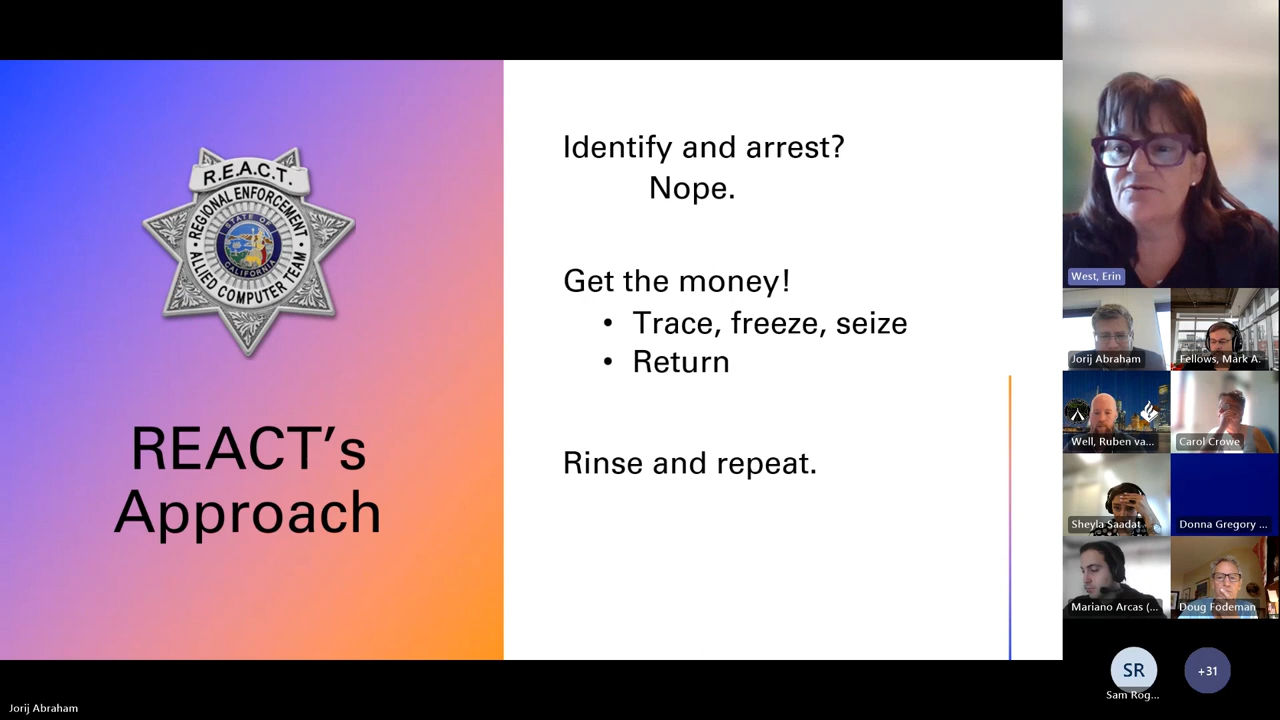 R.E.A.C.T.
REGIONAL ENFORCEMENT
STATE OF
CALIFORNIA
ALLIED COMPUTER TEAM
REACT’s
Approach
Identify and arrest?
Nope.
Get the money!
• Trace, freeze, seize
• Return
Rinse and repeat.
West, Erin
Jorij Abraham
Fellows, Mark A.
Well, Ruben va...
Carol Crowe
Sheyla Saadat
Donna Gregory ...
Mariano Arcas (...
Doug Fodeman
SR
+31
Sam Rog...
Jorij Abraham